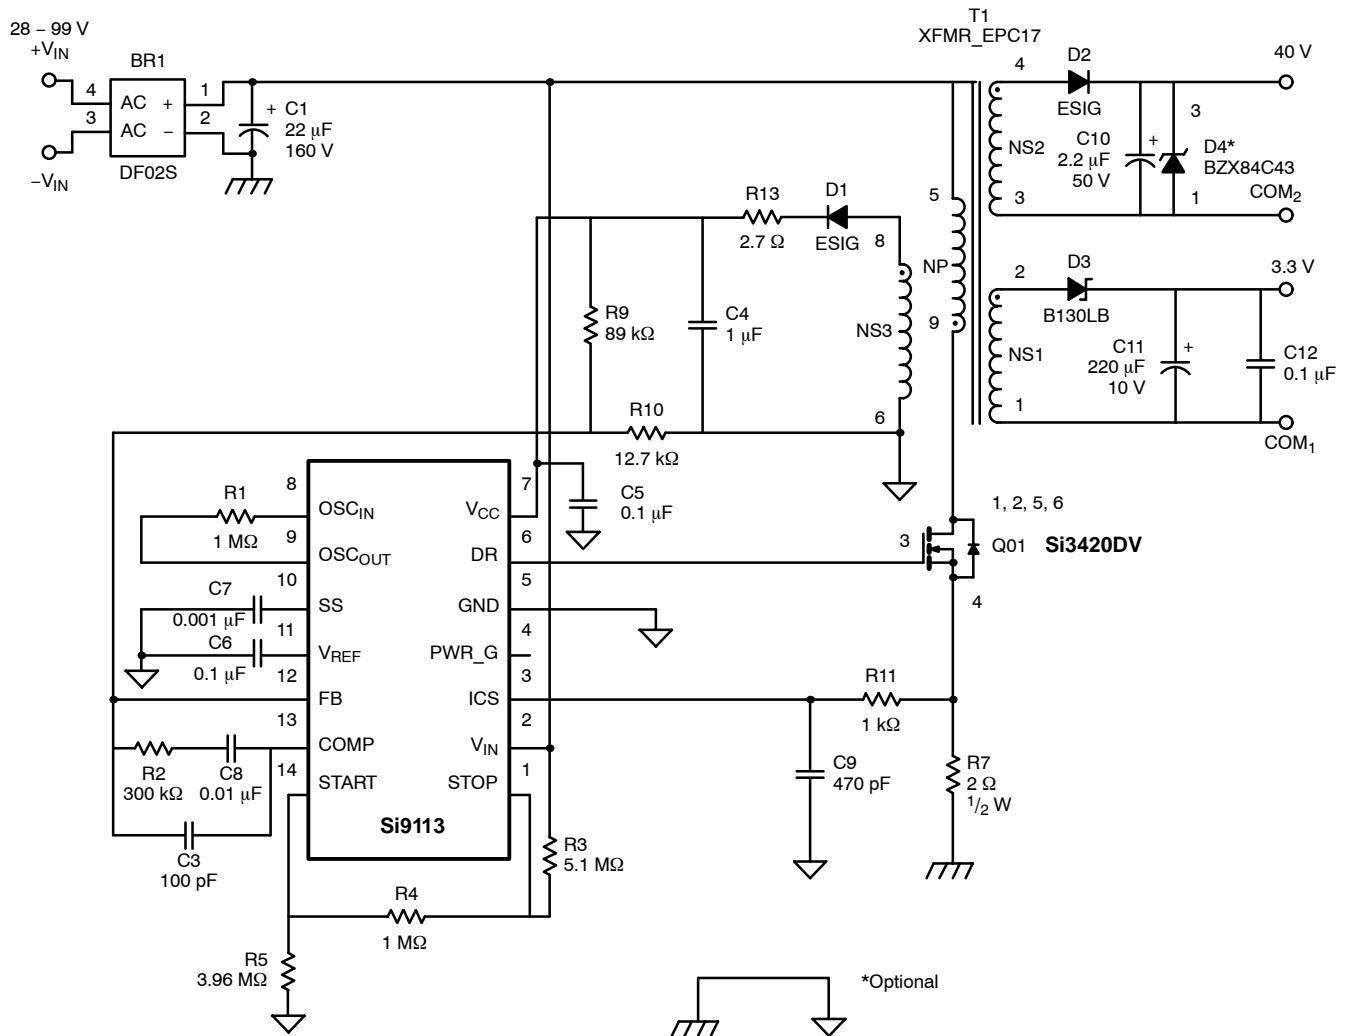 28 – 99 V
+VIN
BR1
4
AC
+
1
3
AC
−
2
−VIN
DF02S
+
C1
22 μF
160 V
T1
XFMR_EPC17
4
D2
ESIG
40 V
NS2
C10
2.2 μF
50 V
+
3
D4*
BZX84C43
1
COM2
3
R13
2.7 Ω
D1
ESIG
8
5
NP
9
2
D3
B130LB
3.3 V
R9
89 kΩ
C4
1 μF
NS3
NS1
C11
220 μF
10 V
+
C12
0.1 μF
6
1
COM1
R10
12.7 kΩ
8
R1
1 MΩ
9
OSCIN
OSCOUT
VCC
7
C5
0.1 μF
6
DR
3
1, 2, 5, 6
Q01
Si3420DV
4
10
C7
0.001 μF
SS
GND
5
11
C6
0.1 μF
VREF
PWR_G
4
12
FB
ICS
3
R11
1 kΩ
13
R2
300 kΩ
C8
0.01 μF
COMP
VIN
2
C9
470 pF
R7
2 Ω
1/2 W
14
START
STOP
1
Si9113
C3
100 pF
R3
5.1 MΩ
R4
1 MΩ
R5
3.96 MΩ
*Optional